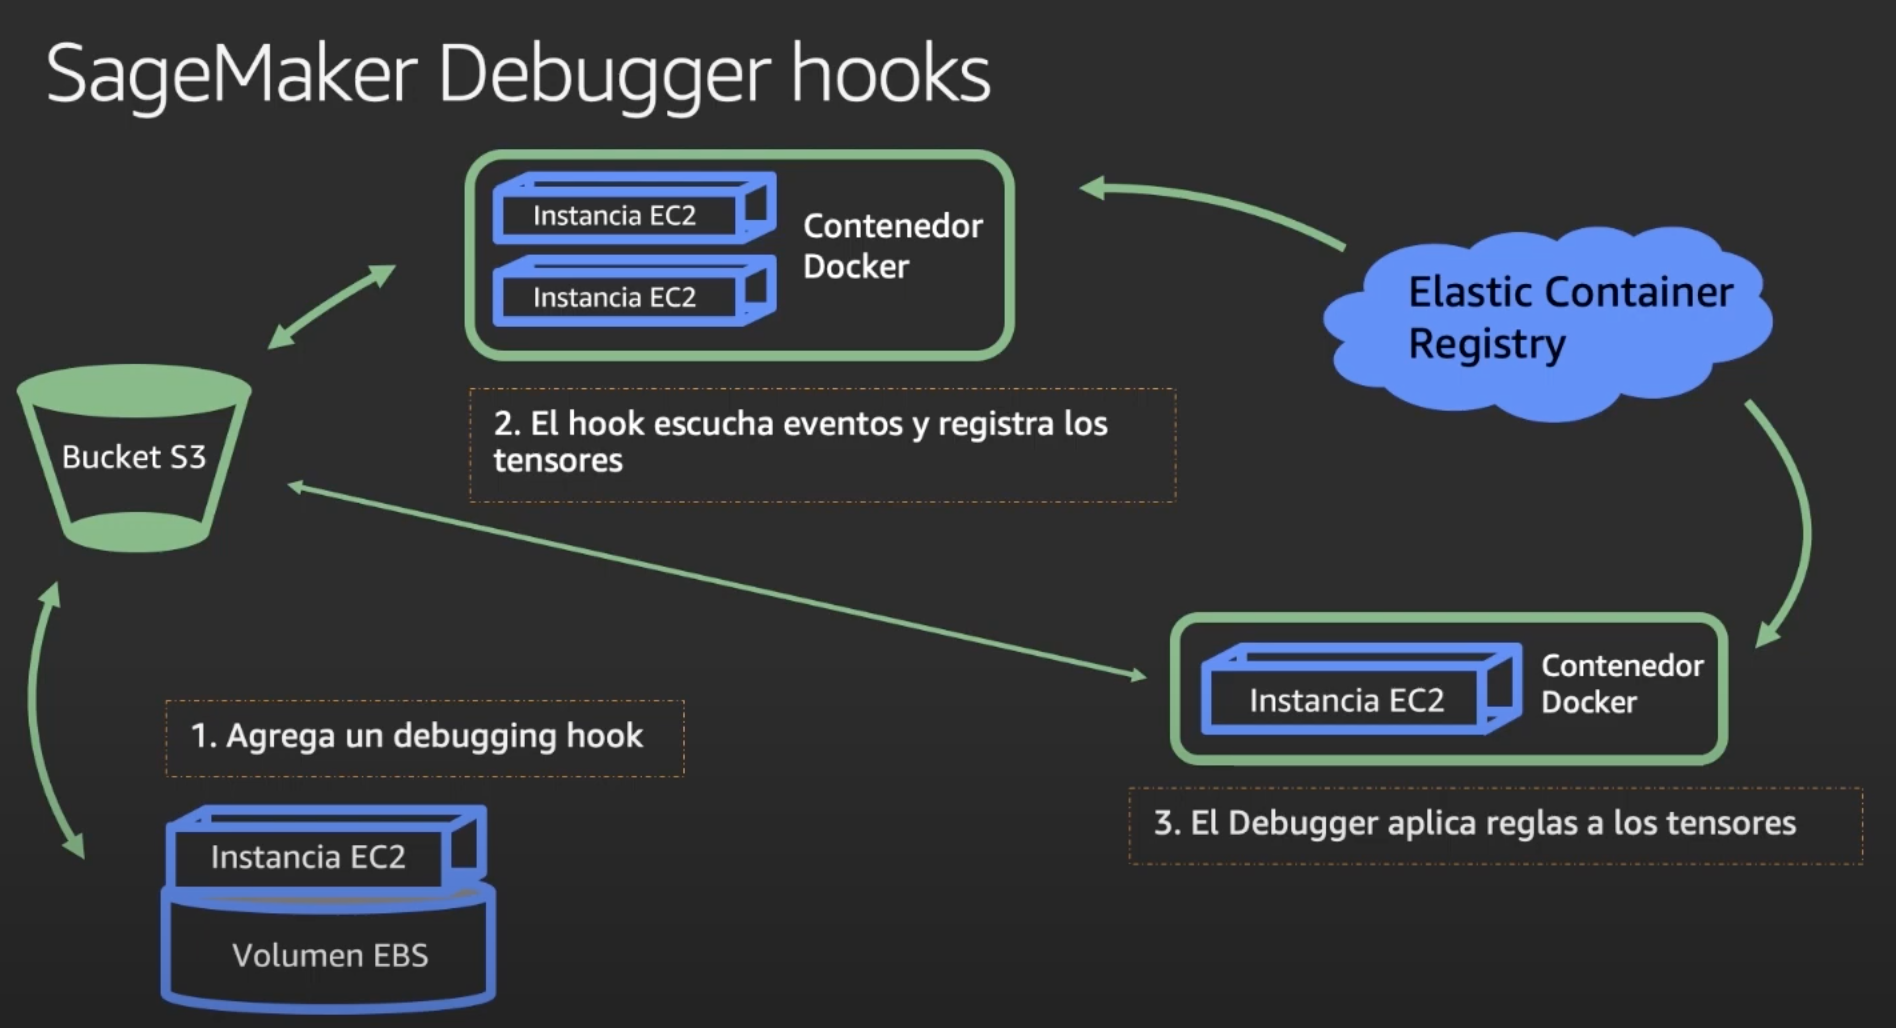 SageMaker Debugger hooks
Instancia EC2
Instancia EC2
Contenedor
Docker
Elastic Container
Registry
Bucket S3
2. El hook escucha eventos y registra los
tensores
1. Agrega un debugging hook
Instancia EC2
Volumen EBS
Instancia EC2
Contenedor
Docker
3. El Debugger aplica reglas a los tensores